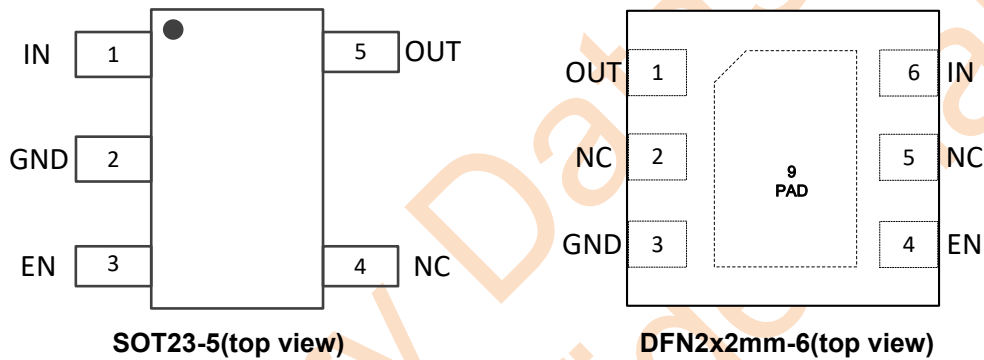 IN 1
5 OUT
GND 2
EN 3
4 NC
SOT23-5(top view)
OUT 1
6 IN
NC 2
5 NC
9
PAD
GND 3
4 EN
DFN2x2mm-6(top view)